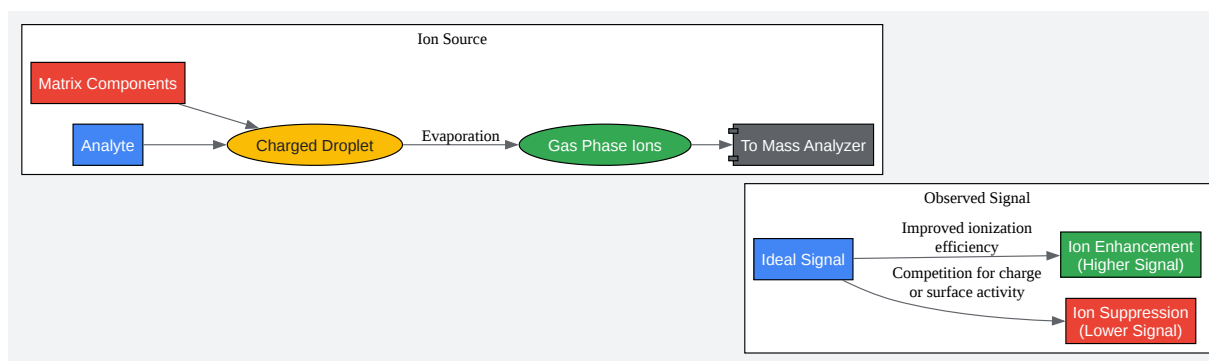 Ion Source
Matrix Components
Analyte
Charged Droplet
Evaporation
Gas Phase Ions
To Mass Analyzer
Observed Signal
Ideal Signal
Improved ionization
efficiency
Ion Enhancement
(Higher Signal)
Competition for charge
or surface activity
Ion Suppression
(Lower Signal)